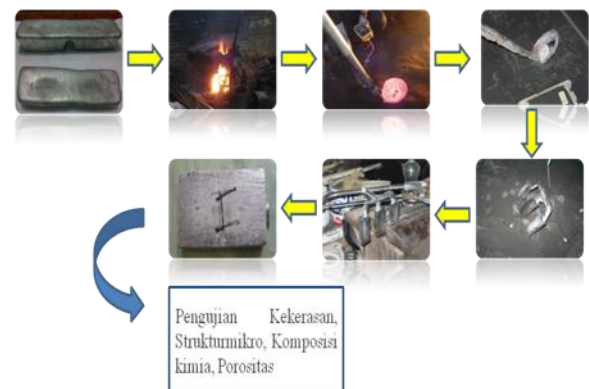 Pengujian Kekerasan,
Strukturmikro, Komposisi
kimia, Porositas